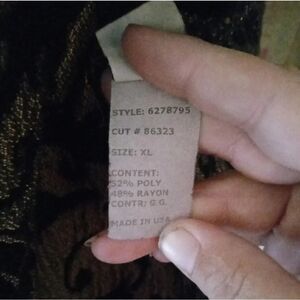 STYLE: 6278795
CUT # 86323
SIZE: XL
CONTENT:
52% POLY
48% RAYON
CONTR: G.G.
MADE IN USA